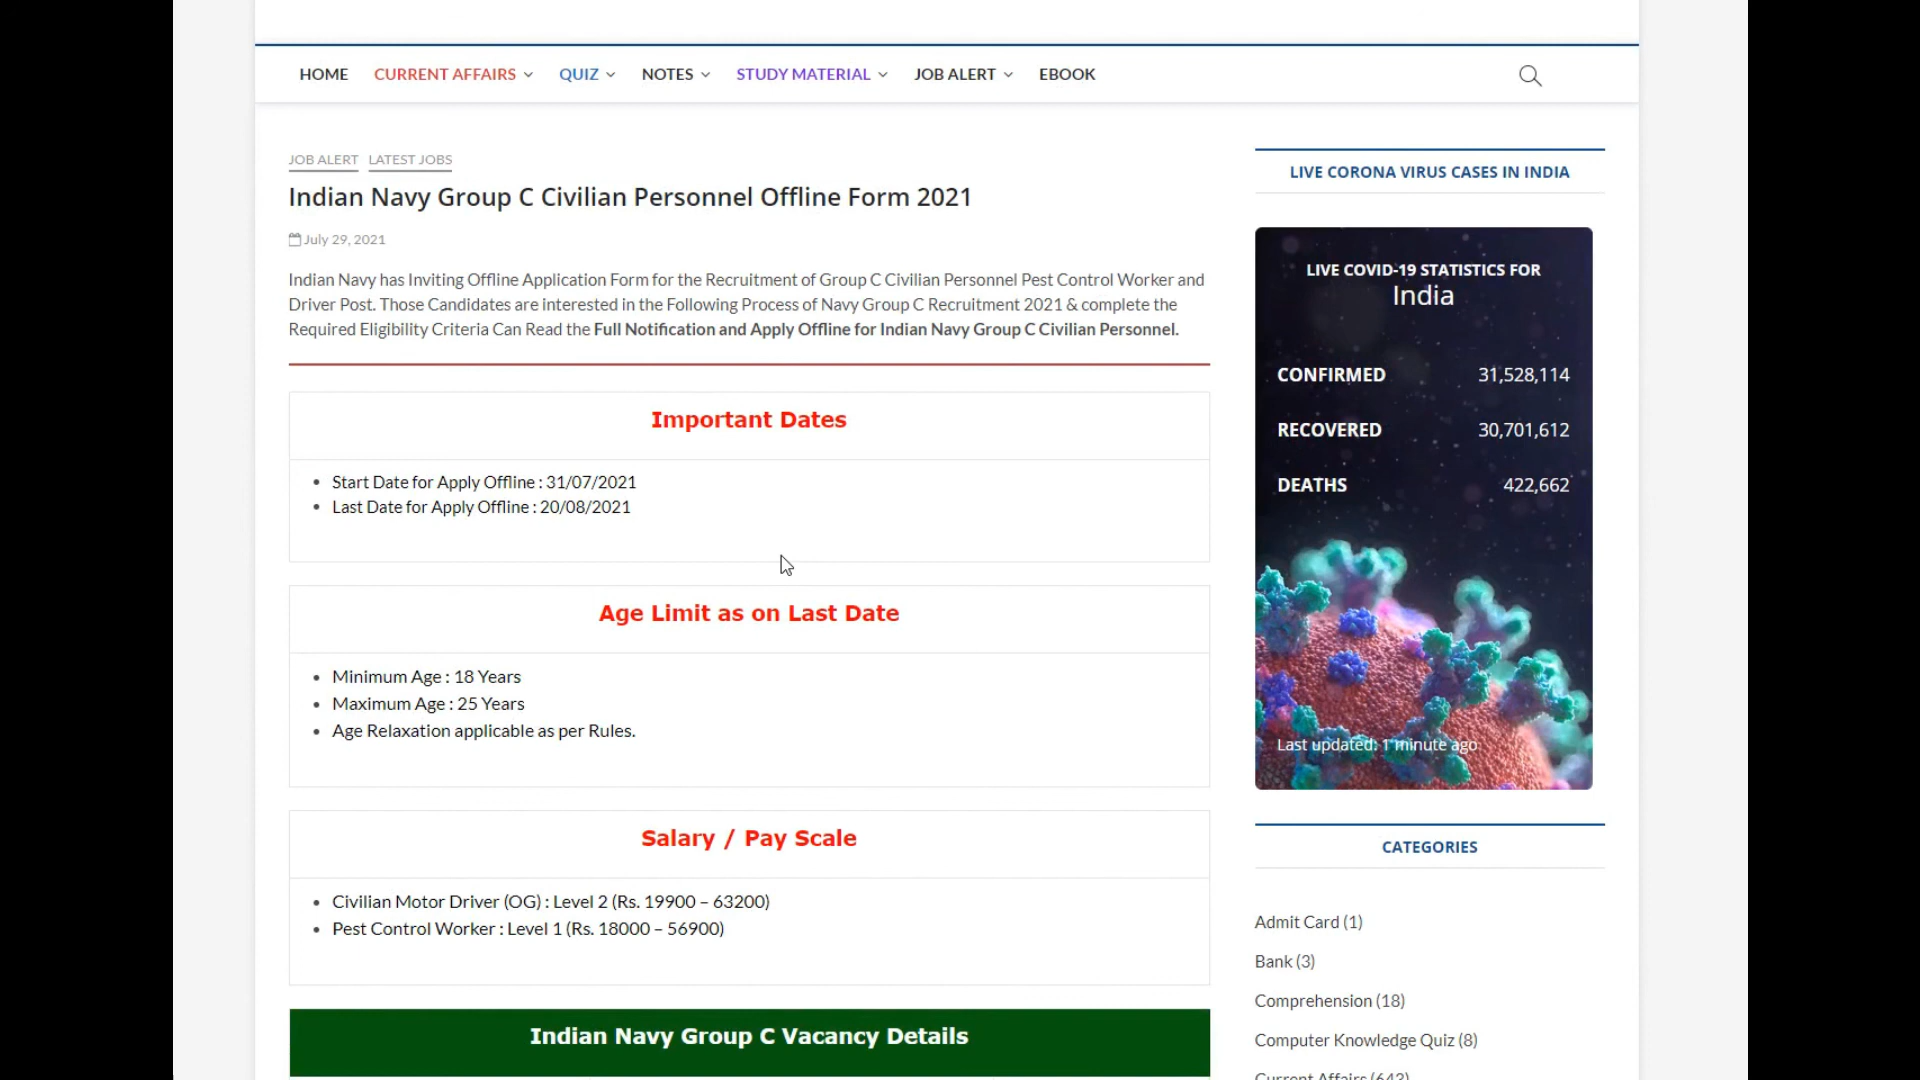 HOME CURRENT AFFAIRS QUIZ NOTES STUDY MATERIAL JOB ALERT EBOOK
JOB ALERT LATEST JOBS
Indian Navy Group C Civilian Personnel Offline Form 2021
July 29, 2021
Indian Navy has Inviting Offline Application Form for the Recruitment of Group C Civilian Personnel Pest Control Worker and
Driver Post. Those Candidates are interested in the Following Process of Navy Group C Recruitment 2021 & complete the
Required Eligibility Criteria Can Read the Full Notification and Apply Offline for Indian Navy Group C Civilian Personnel.
Important Dates
• Start Date for Apply Offline : 31/07/2021
• Last Date for Apply Offline : 20/08/2021
Age Limit as on Last Date
• Minimum Age : 18 Years
• Maximum Age : 25 Years
• Age Relaxation applicable as per Rules.
Salary / Pay Scale
• Civilian Motor Driver (OG) : Level 2 (Rs. 19900 – 63200)
• Pest Control Worker : Level 1 (Rs. 18000 – 56900)
Indian Navy Group C Vacancy Details
LIVE CORONA VIRUS CASES IN INDIA
LIVE COVID-19 STATISTICS FOR
India
CONFIRMED 31,528,114
RECOVERED 30,701,612
DEATHS 422,662
Last updated: 1 minute ago
CATEGORIES
Admit Card (1)
Bank (3)
Comprehension (18)
Computer Knowledge Quiz (8)
Current Affairs (643)